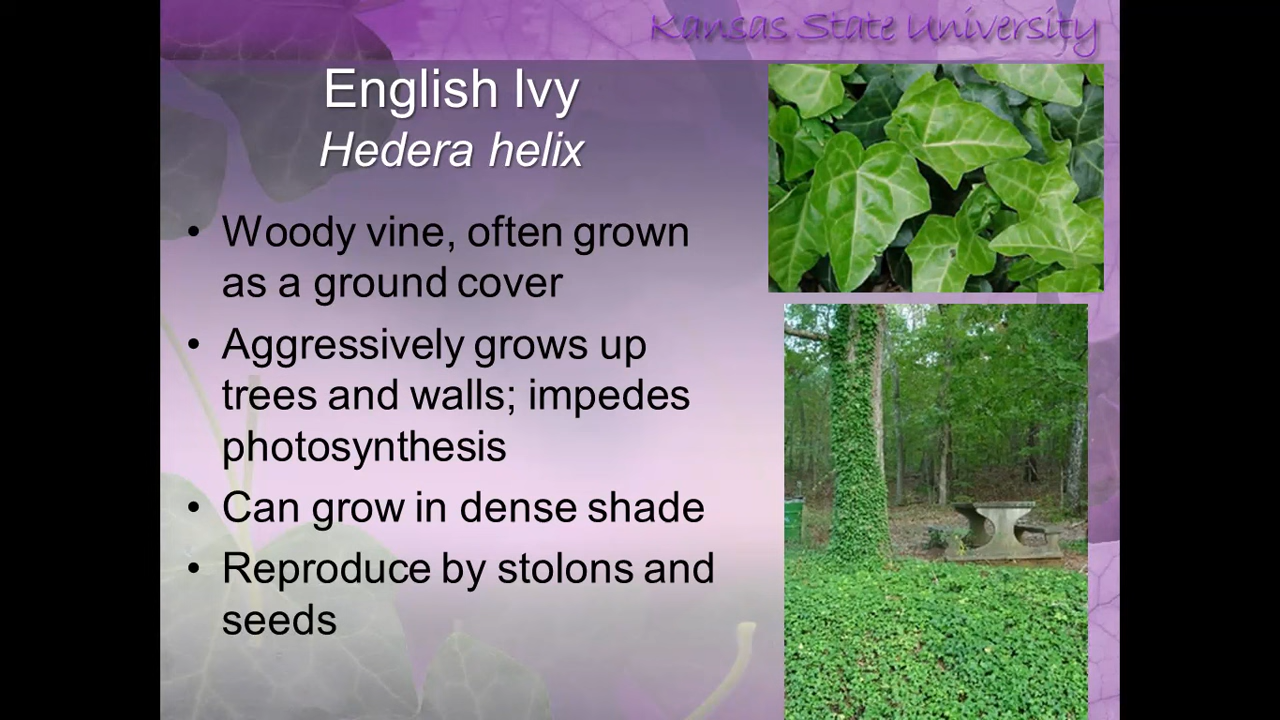 Kansas State University
English Ivy
Hedera helix
• Woody vine, often grown
as a ground cover
• Aggressively grows up
trees and walls; impedes
photosynthesis
• Can grow in dense shade
• Reproduce by stolons and
seeds